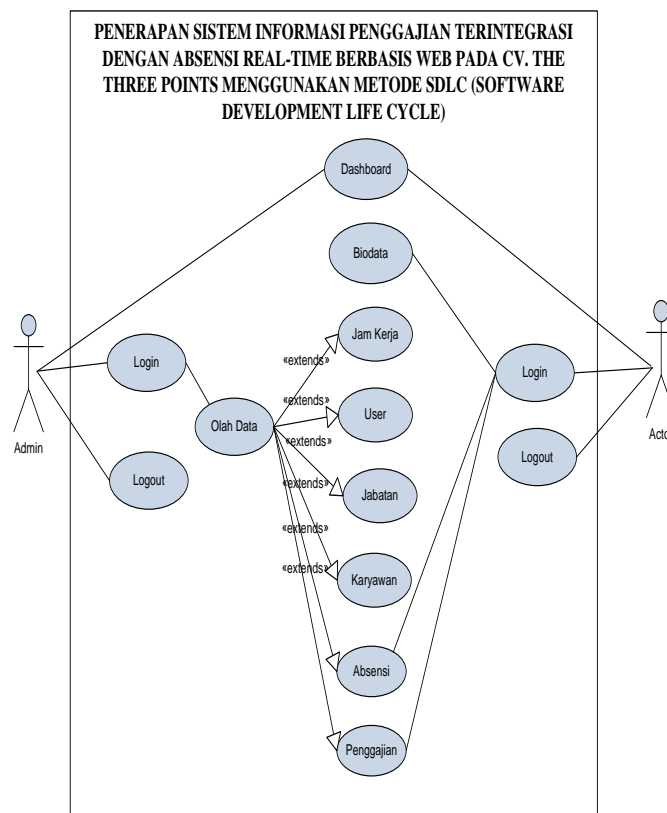 PENERAPAN SISTEM INFORMASI PENGGAJIAN TERINTEGRASI
DENGAN ABSENSI REAL-TIME BERBASIS WEB PADA CV. THE
THREE POINTS MENGGUNAKAN METODE SDLC (SOFTWARE
DEVELOPMENT LIFE CYCLE)
Dashboard
Biodata
Jam Kerja
«extends»
Login
Login
«extends»
User
Olah Data
«extends»
Admin
Acto
Logout
Logout
«extends»
Jabatan
«extends»
«extends»
Karyawan
Absensi
Penggajian